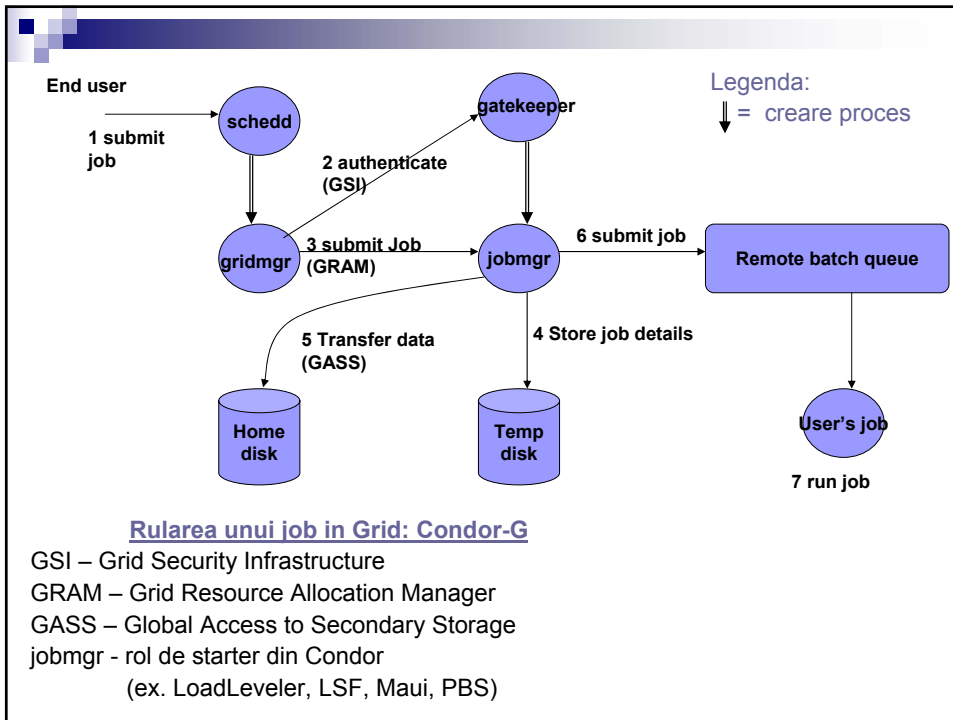 End user
1 submit
job
schedd
gatekeeper
Legenda:
= creare proces
2 authenticate
(GSI)
gridmgr
3 submit Job
(GRAM)
jobmgr
6 submit job
Remote batch queue
5 Transfer data
(GASS)
4 Store job details
Home
disk
Temp
disk
User's job
7 run job
Rularea unui job in Grid: Condor-G
GSI – Grid Security Infrastructure
GRAM – Grid Resource Allocation Manager
GASS – Global Access to Secondary Storage
jobmgr - rol de starter din Condor
(ex. LoadLeveler, LSF, Maui, PBS)